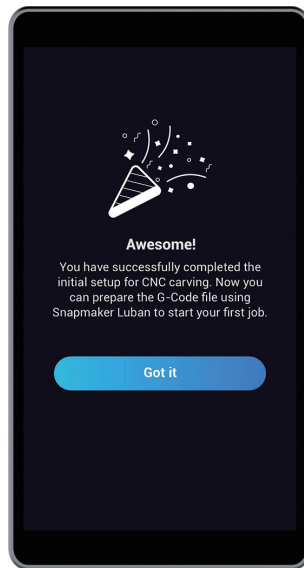 Awesome!
You have successfully completed the
initial setup for CNC carving. Now you
can prepare the G-Code file using
Snapmaker Luban to start your first job.
Got it